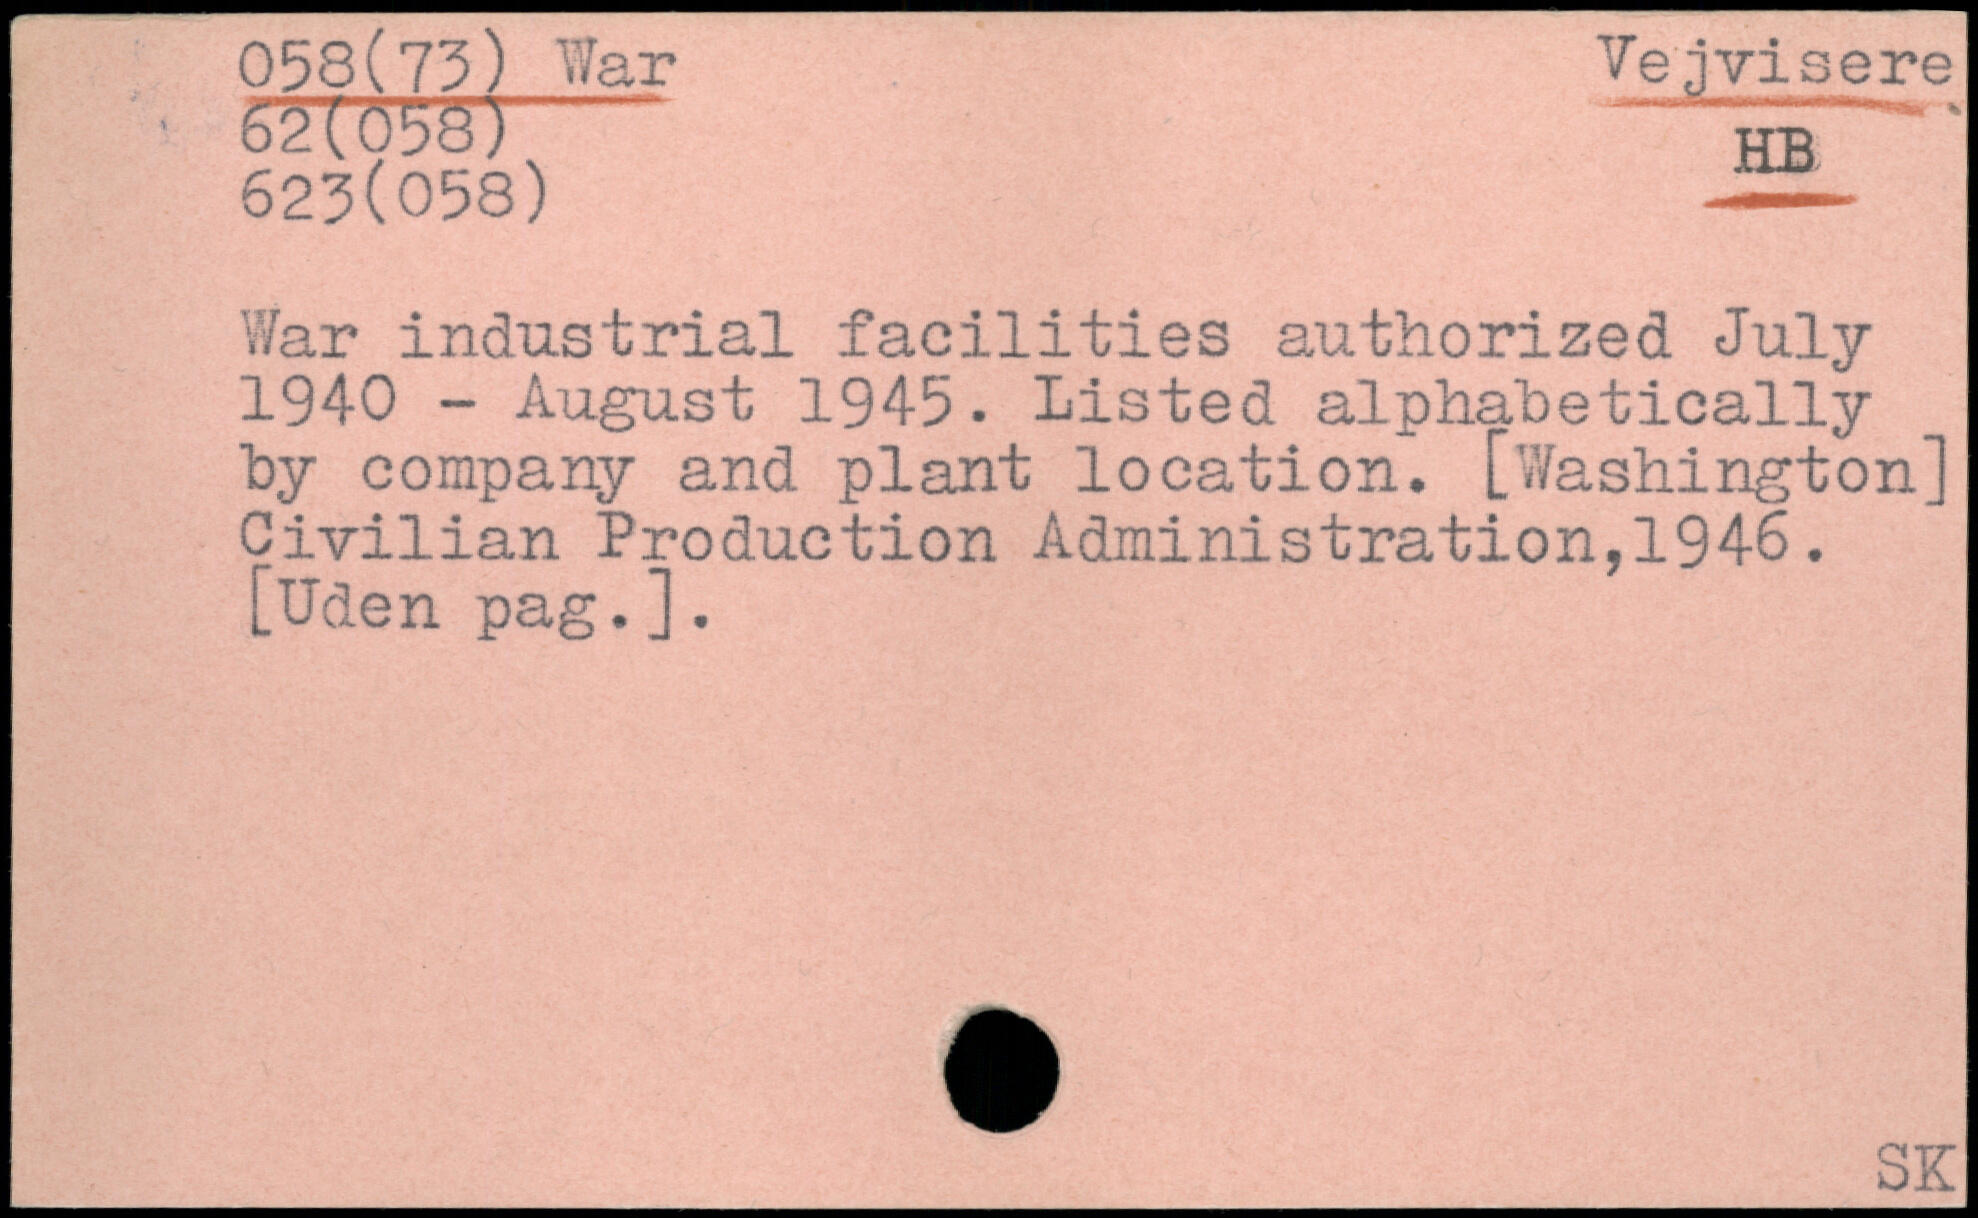 058(73) War
Vejvisere
62(058)
HB
623(058)
War industrial facilities authorized July
1940 - August 1945. Listed alphabetically
by company and plant location. [Washington]
Civilian Production Administration,1946.
[Uden pag.].
SK